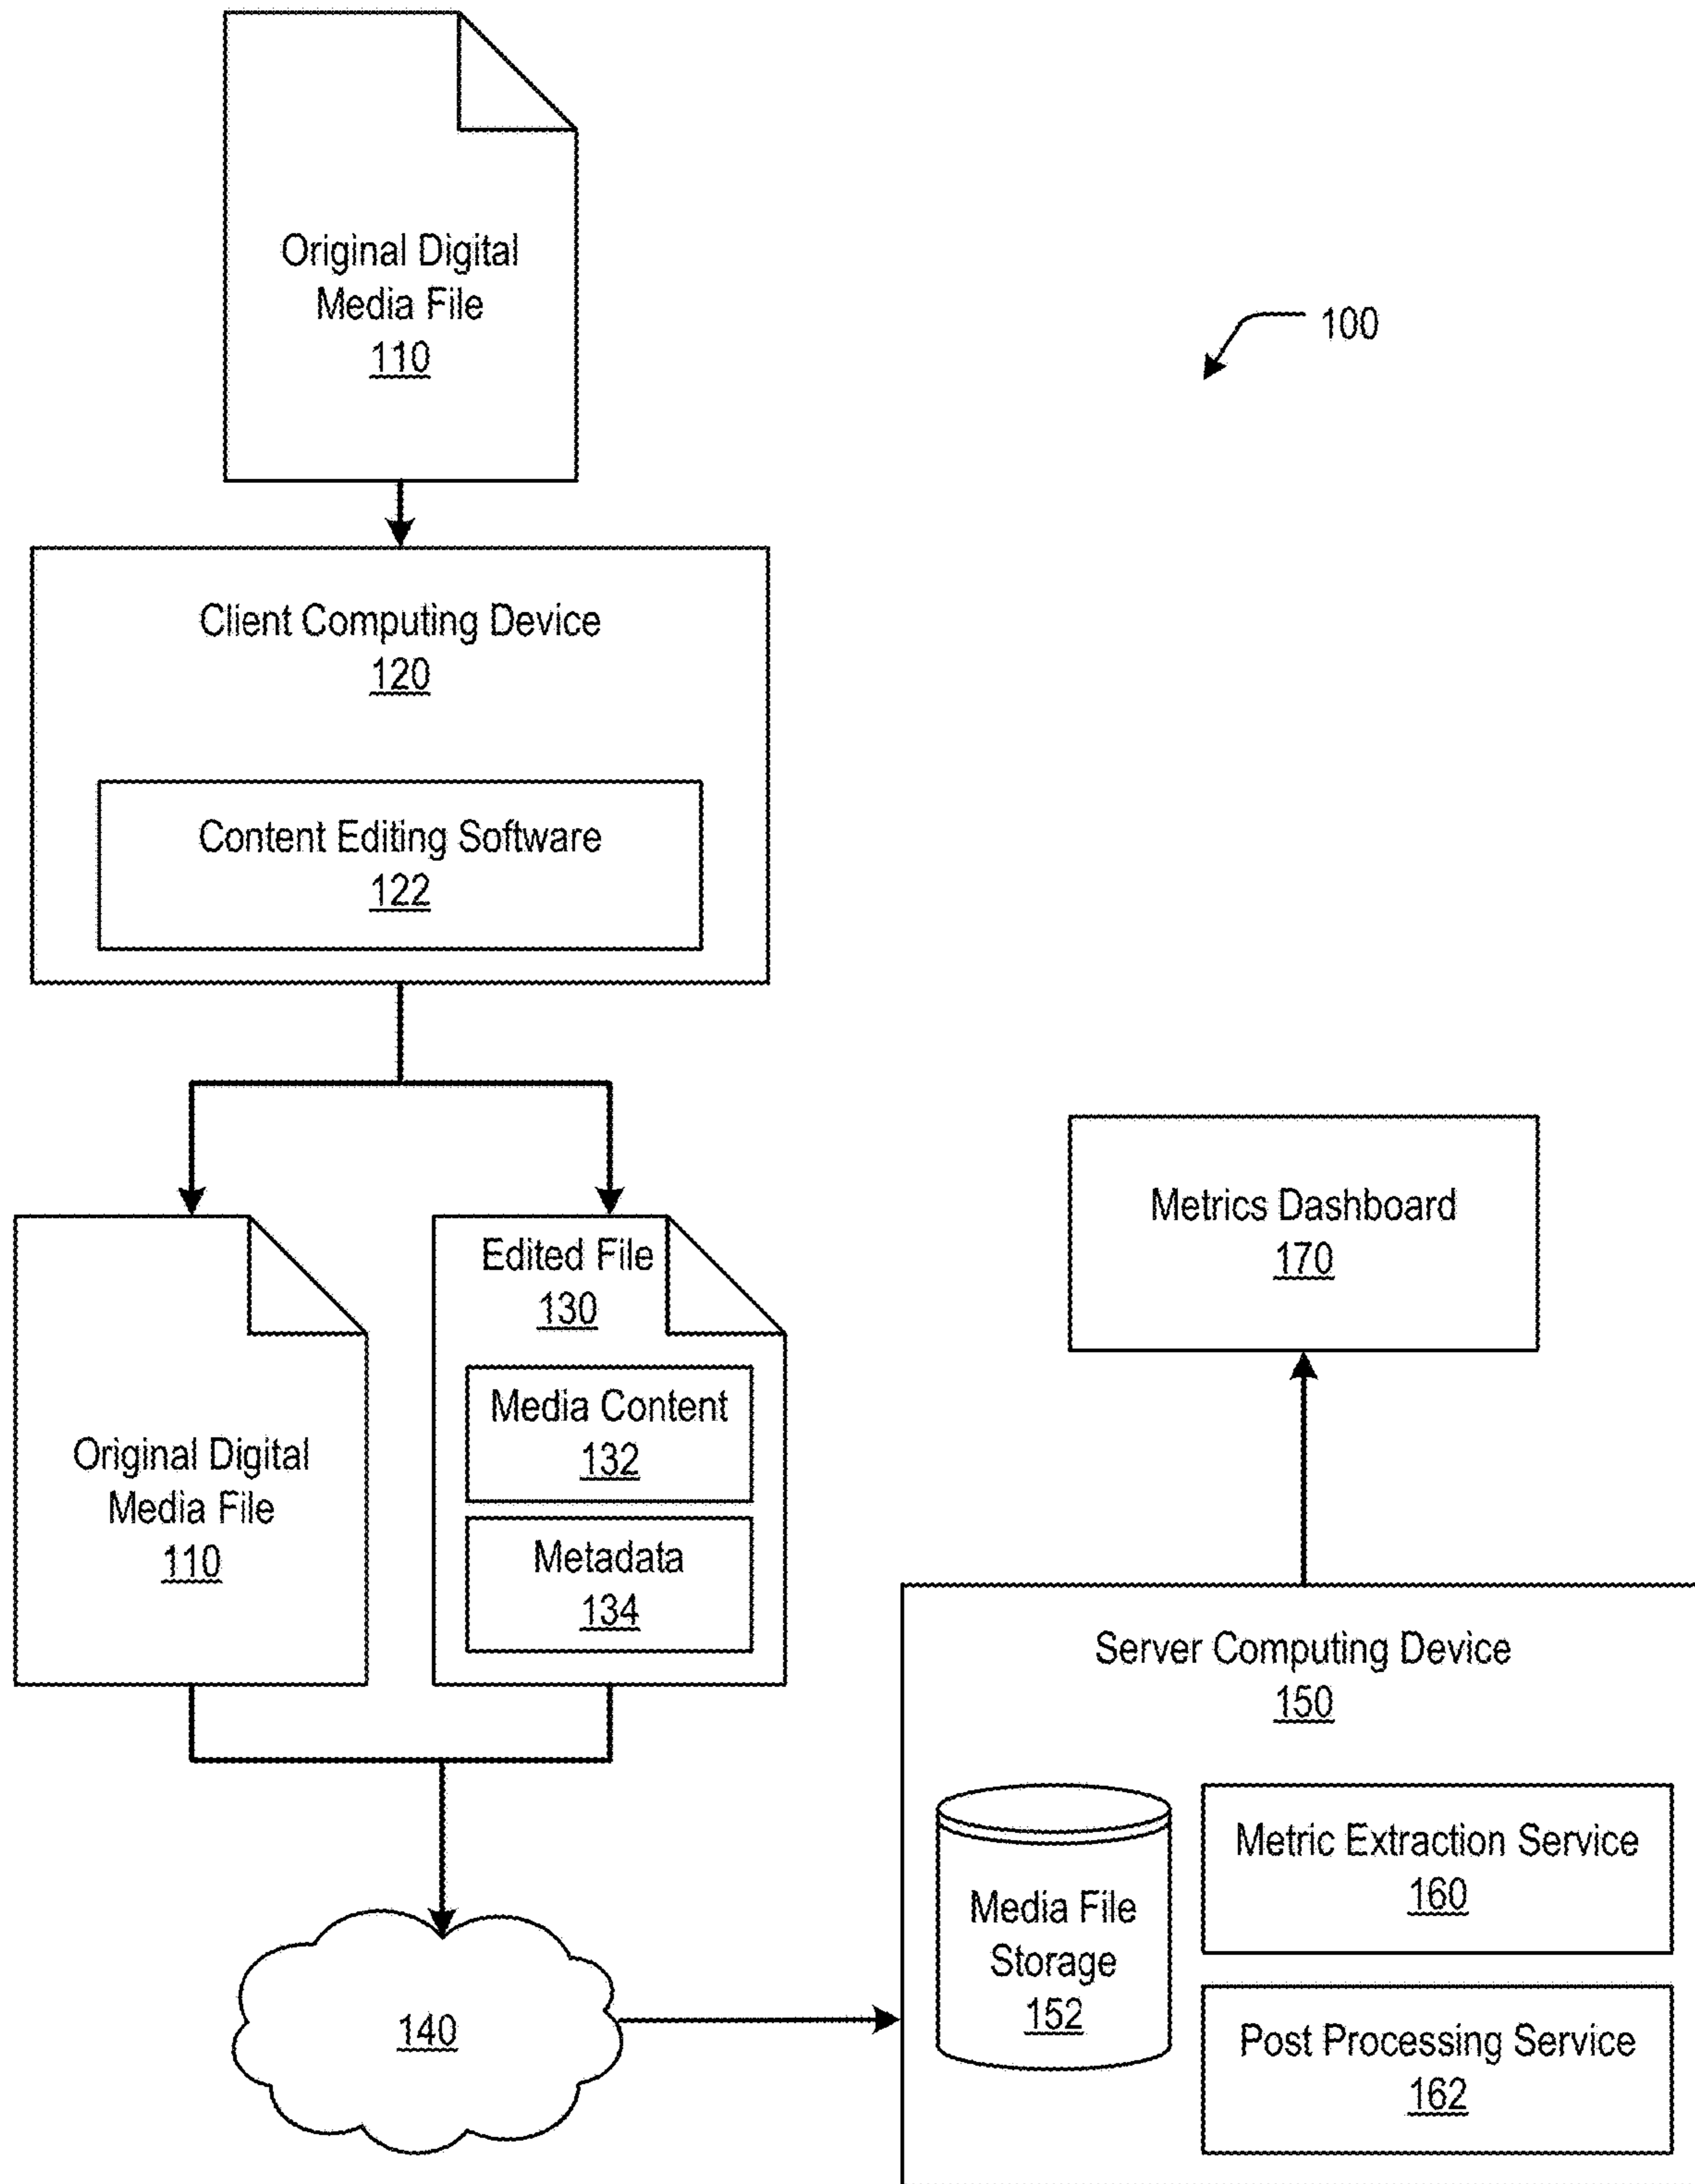 Original Digital
Media File
110
100
Client Computing Device
120
Content Editing Software
122
Original Digital
Media File
110
Edited File
130
Media Content
132
Metadata
134
Metrics Dashboard
170
Server Computing Device
150
Media File
Storage
152
Metric Extraction Service
160
Post Processing Service
162
140